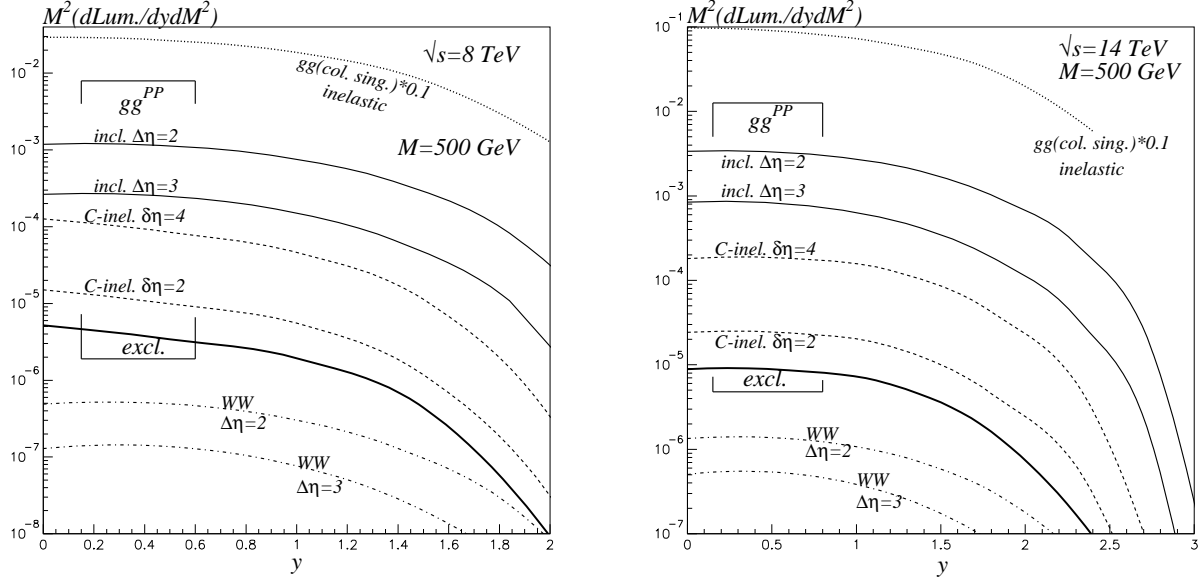 M²(dLum./dydM²)
√s=8 TeV
gg(col. sing.)*0.1
inelastic
gg^PP
M=500 GeV
incl. Δη=2
incl. Δη=3
C-inel. δη=4
C-inel. δη=2
excl.
WW
Δη=2
WW
Δη=3
10⁻²
10⁻³
10⁻⁴
10⁻⁵
10⁻⁶
10⁻⁷
10⁻⁸
0 0.2 0.4 0.6 0.8 1 1.2 1.4 1.6 1.8 2
y
M²(dLum./dydM²)
√s=14 TeV
M=500 GeV
gg^PP
gg(col. sing.)*0.1
inelastic
incl. Δη=2
incl. Δη=3
C-inel. δη=4
C-inel. δη=2
excl.
WW
Δη=2
WW
Δη=3
10⁻¹
10⁻²
10⁻³
10⁻⁴
10⁻⁵
10⁻⁶
10⁻⁷
0 0.5 1 1.5 2 2.5 3
y